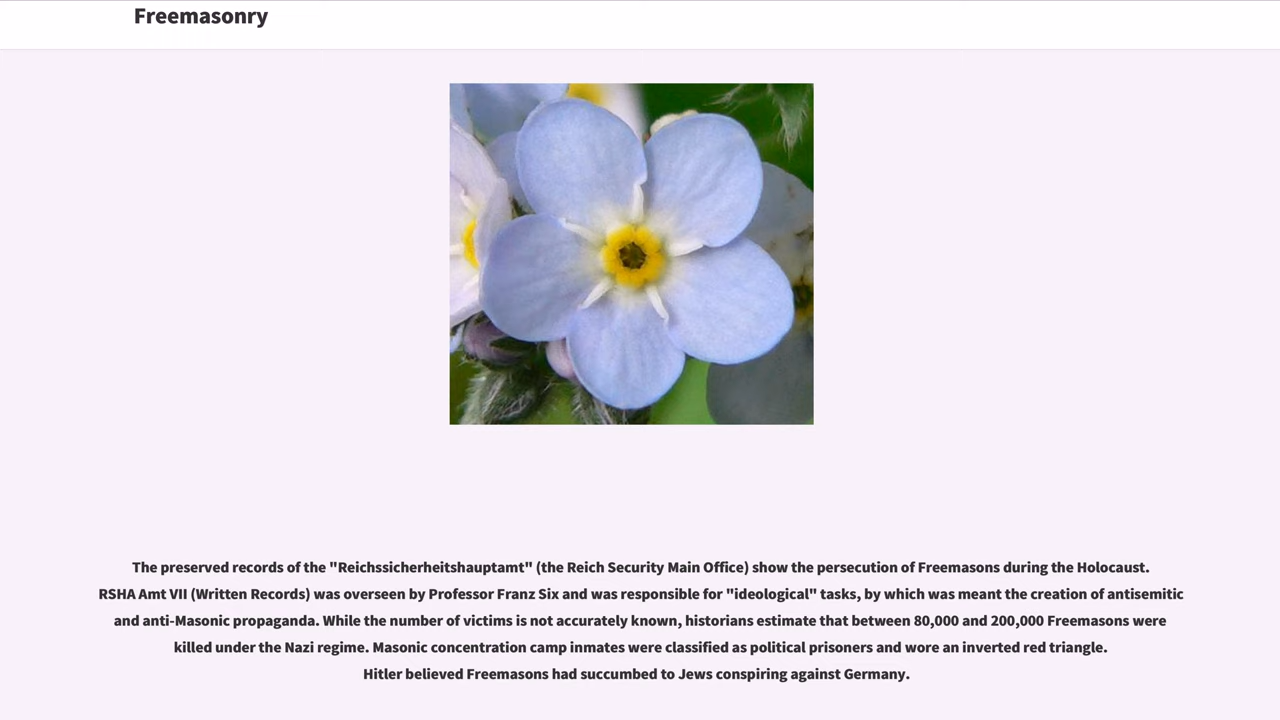 Freemasonry
The preserved records of the "Reichssicherheitshauptamt" (the Reich Security Main Office) show the persecution of Freemasons during the Holocaust.
RSHA Amt VII (Written Records) was overseen by Professor Franz Six and was responsible for "ideological" tasks, by which was meant the creation of antisemitic
and anti-Masonic propaganda. While the number of victims is not accurately known, historians estimate that between 80,000 and 200,000 Freemasons were
killed under the Nazi regime. Masonic concentration camp inmates were classified as political prisoners and wore an inverted red triangle.
Hitler believed Freemasons had succumbed to Jews conspiring against Germany.